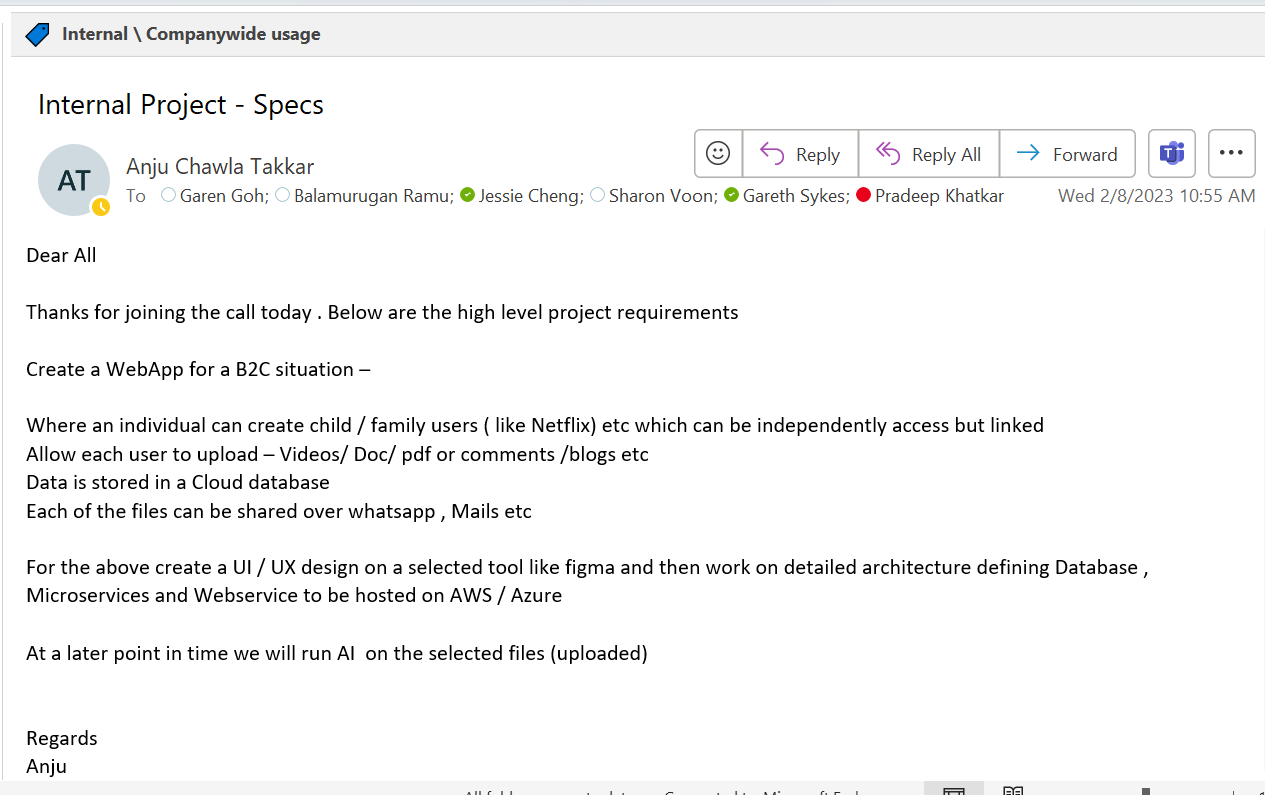 Internal \ Companywide usage
Internal Project - Specs
Reply
Reply All
Forward
AT
Anju Chawla Takkar
To Garen Goh; Balamurugan Ramu; Jessie Cheng; Sharon Voon; Gareth Sykes; Pradeep Khatkar
Wed 2/8/2023 10:55 AM
Dear All
Thanks for joining the call today . Below are the high level project requirements
Create a WebApp for a B2C situation –
Where an individual can create child / family users ( like Netflix) etc which can be independently access but linked
Allow each user to upload – Videos/ Doc/ pdf or comments /blogs etc
Data is stored in a Cloud database
Each of the files can be shared over whatsapp , Mails etc
For the above create a UI / UX design on a selected tool like figma and then work on detailed architecture defining Database ,
Microservices and Webservice to be hosted on AWS / Azure
At a later point in time we will run AI  on the selected files (uploaded)
Regards
Anju